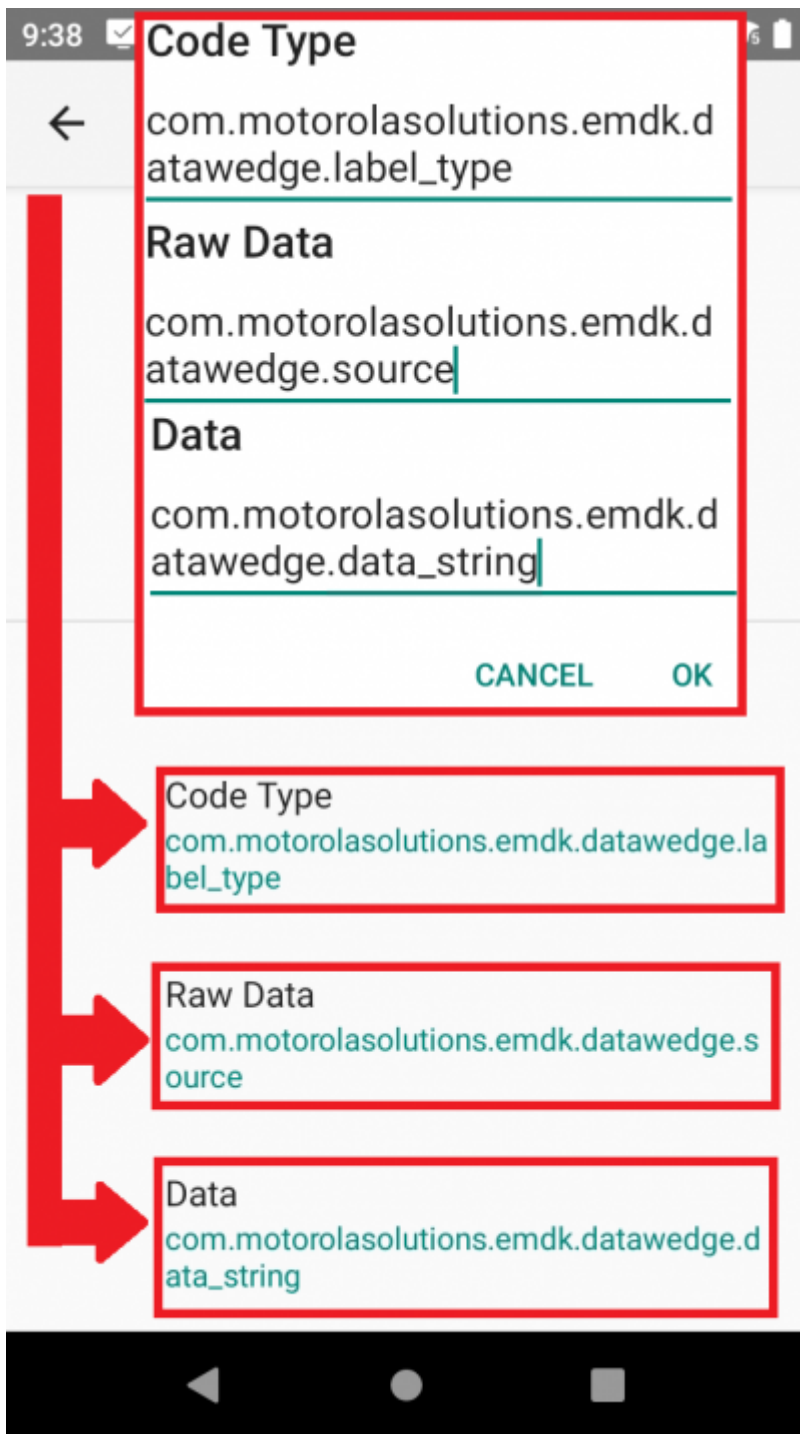 9:38
Code Type
com.motorolasolutions.emdk.d
atawedge.label_type
Raw Data
com.motorolasolutions.emdk.d
atawedge.source
Data
com.motorolasolutions.emdk.d
atawedge.data_string
CANCEL OK
Code Type
com.motorolasolutions.emdk.datawedge.la
bel_type
Raw Data
com.motorolasolutions.emdk.datawedge.s
ource
Data
com.motorolasolutions.emdk.datawedge.d
ata_string